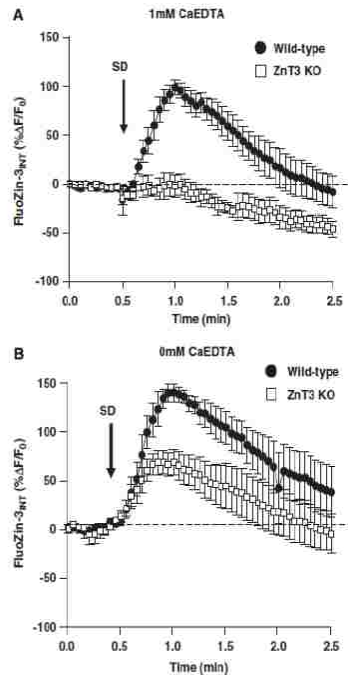 A
1mM CaEDTA
Wild-type
ZnT3 KO
SD
150
100
50
0
-50
-100
FluoZin-3INT (%ΔF/F0)
0.0 0.5 1.0 1.5 2.0 2.5
Time (min)
B
0mM CaEDTA
Wild-type
ZnT3 KO
SD
150
100
50
0
-50
-100
FluoZin-3INT (%ΔF/F0)
0.0 0.5 1.0 1.5 2.0 2.5
Time (min)